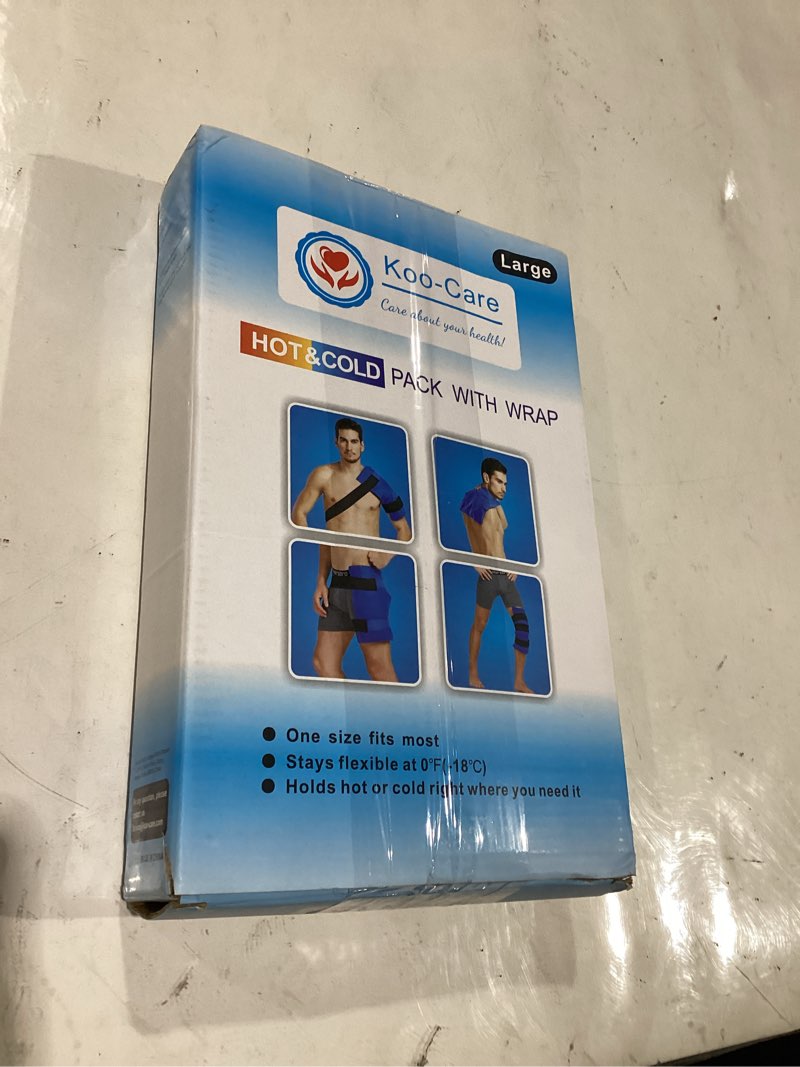 Large
Koo-Care
Care about your health!
HOT&COLD PACK WITH WRAP
One size fits most
Stays flexible at 0°F(-18°C)
Holds hot or cold right where you need it